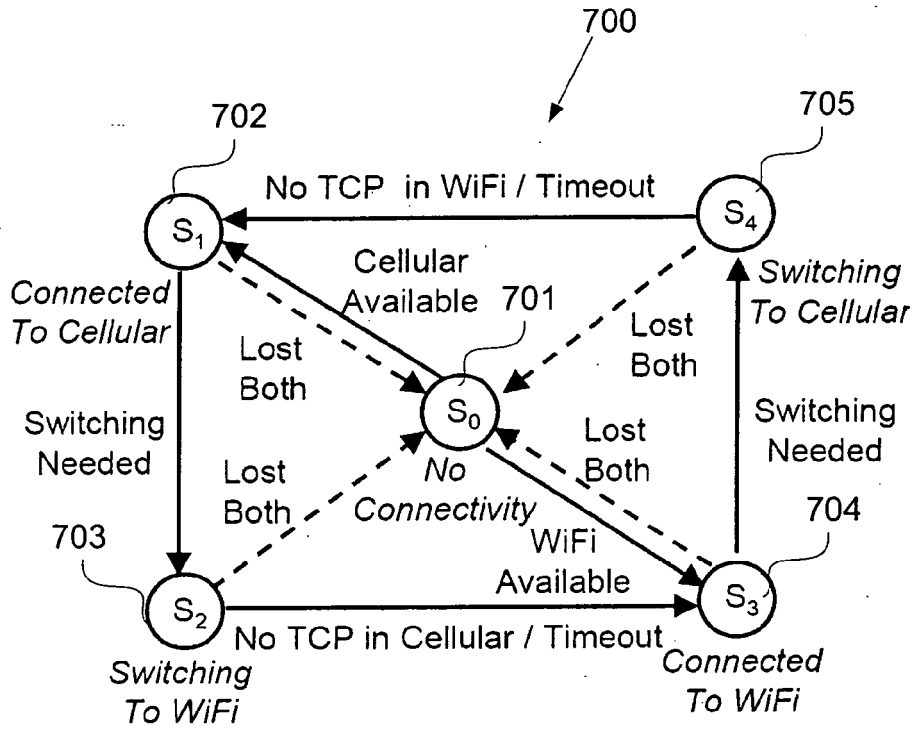 700
702
705
No TCP in WiFi / Timeout
S₁
S₄
Cellular
Available
Connected
To Cellular
Switching
To Cellular
701
Lost
Both
Lost
Both
S₀
Switching
Needed
Lost
Both
Switching
Needed
No
Connectivity
Lost
Both
703
704
WiFi
Available
S₂
S₃
No TCP in Cellular / Timeout
Switching
To WiFi
Connected
To WiFi